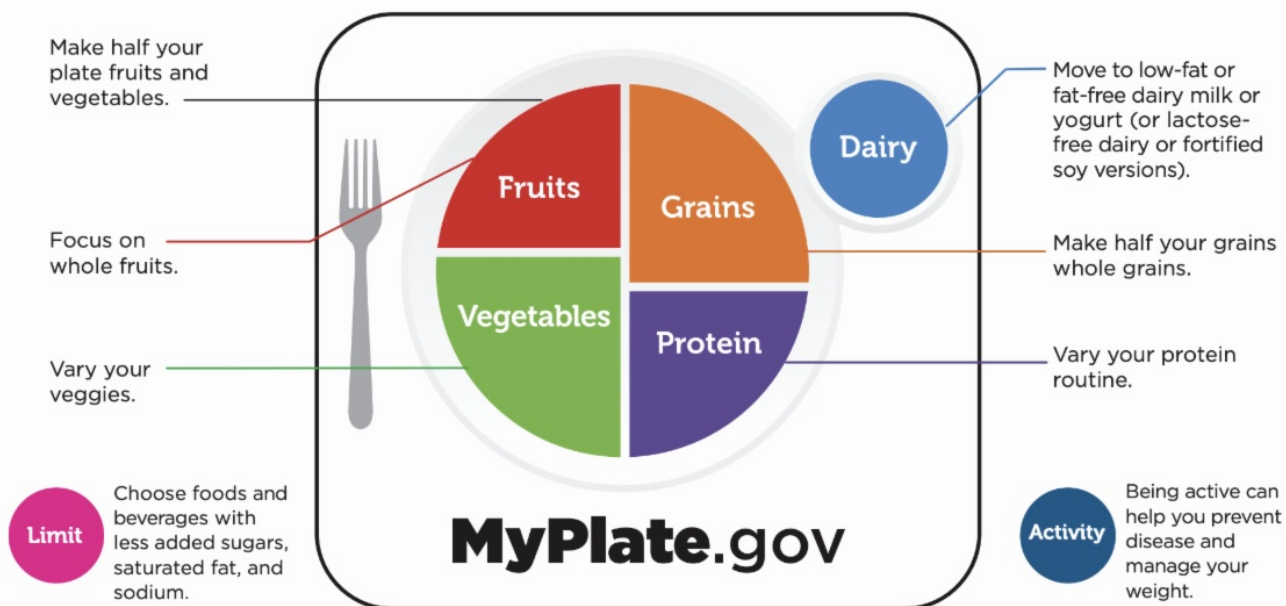 Make half your
plate fruits and
vegetables.
Focus on
whole fruits.
Vary your
veggies.
Fruits
Vegetables
Grains
Protein
Dairy
Move to low-fat or
fat-free dairy milk or
yogurt (or lactose-
free dairy or fortified
soy versions).
Make half your grains
whole grains.
Vary your protein
routine.
Limit
Choose foods and
beverages with
less added sugars,
saturated fat, and
sodium.
MyPlate.gov
Activity
Being active can
help you prevent
disease and
manage your
weight.